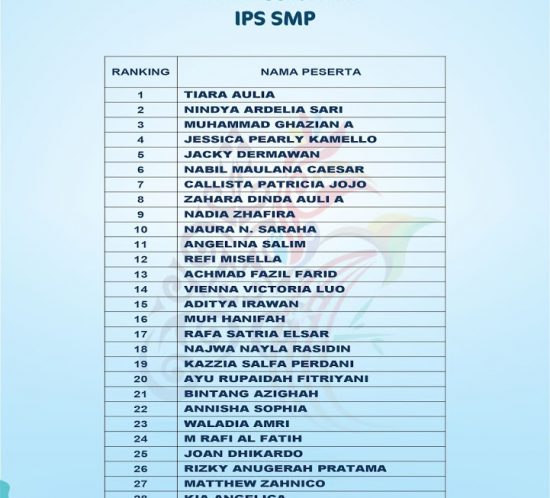 IPS SMP
RANKING NAMA PESERTA
1 TIARA AULIA
2 NINDYA ARDELIA SARI
3 MUHAMMAD GHAZIAN A
4 JESSICA PEARLY KAMELLO
5 JACKY DERMAWAN
6 NABIL MAULANA CAESAR
7 CALLISTA PATRICIA JOJO
8 ZAHARA DINDA AULI A
9 NADIA ZHAFIRA
10 NAURA N. SARAHA
11 ANGELINA SALIM
12 REFI MISELLA
13 ACHMAD FAZIL FARID
14 VIENNA VICTORIA LUO
15 ADITYA IRAWAN
16 MUH HANIFAH
17 RAFA SATRIA ELSAR
18 NAJWA NAYLA RASIDIN
19 KAZZIA SALFA PERDANI
20 AYU RUPAIDAH FITRIYANI
21 BINTANG AZIGHAH
22 ANNISHA SOPHIA
23 WALADIA AMRI
24 M RAFI AL FATIH
25 JOAN DHIKARDO
26 RIZKY ANUGERAH PRATAMA
27 MATTHEW ZAHNICO
28 KIA ANGELICA